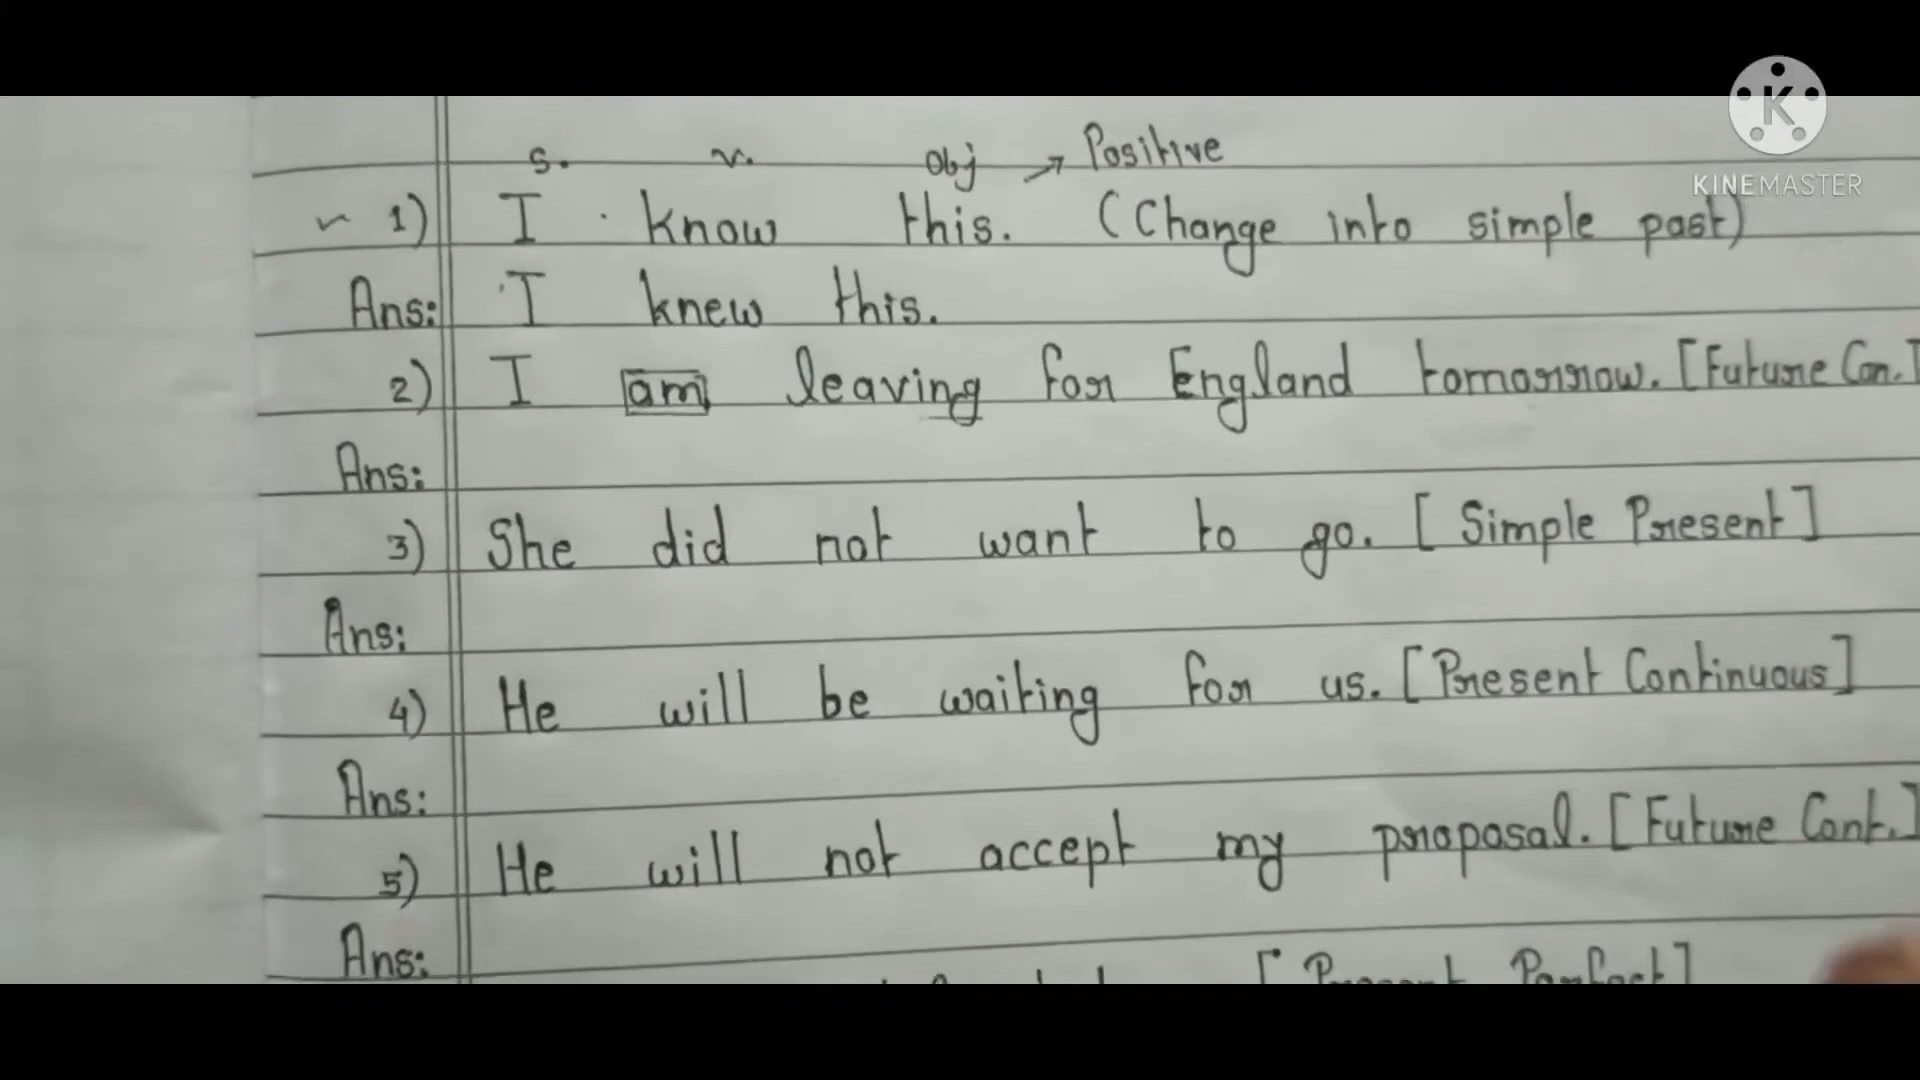 s. v. obj → Positive
KINEMASTER
1) I know this. (Change into simple past)
Ans: I knew this.
2) I am leaving for England tomorrow. [Future Con.]
Ans:
3) She did not want to go. [Simple Present]
Ans:
4) He will be waiting for us. [Present Continuous]
Ans:
5) He will not accept my proposal. [Future Cont.]
Ans:
[Present Perfect]